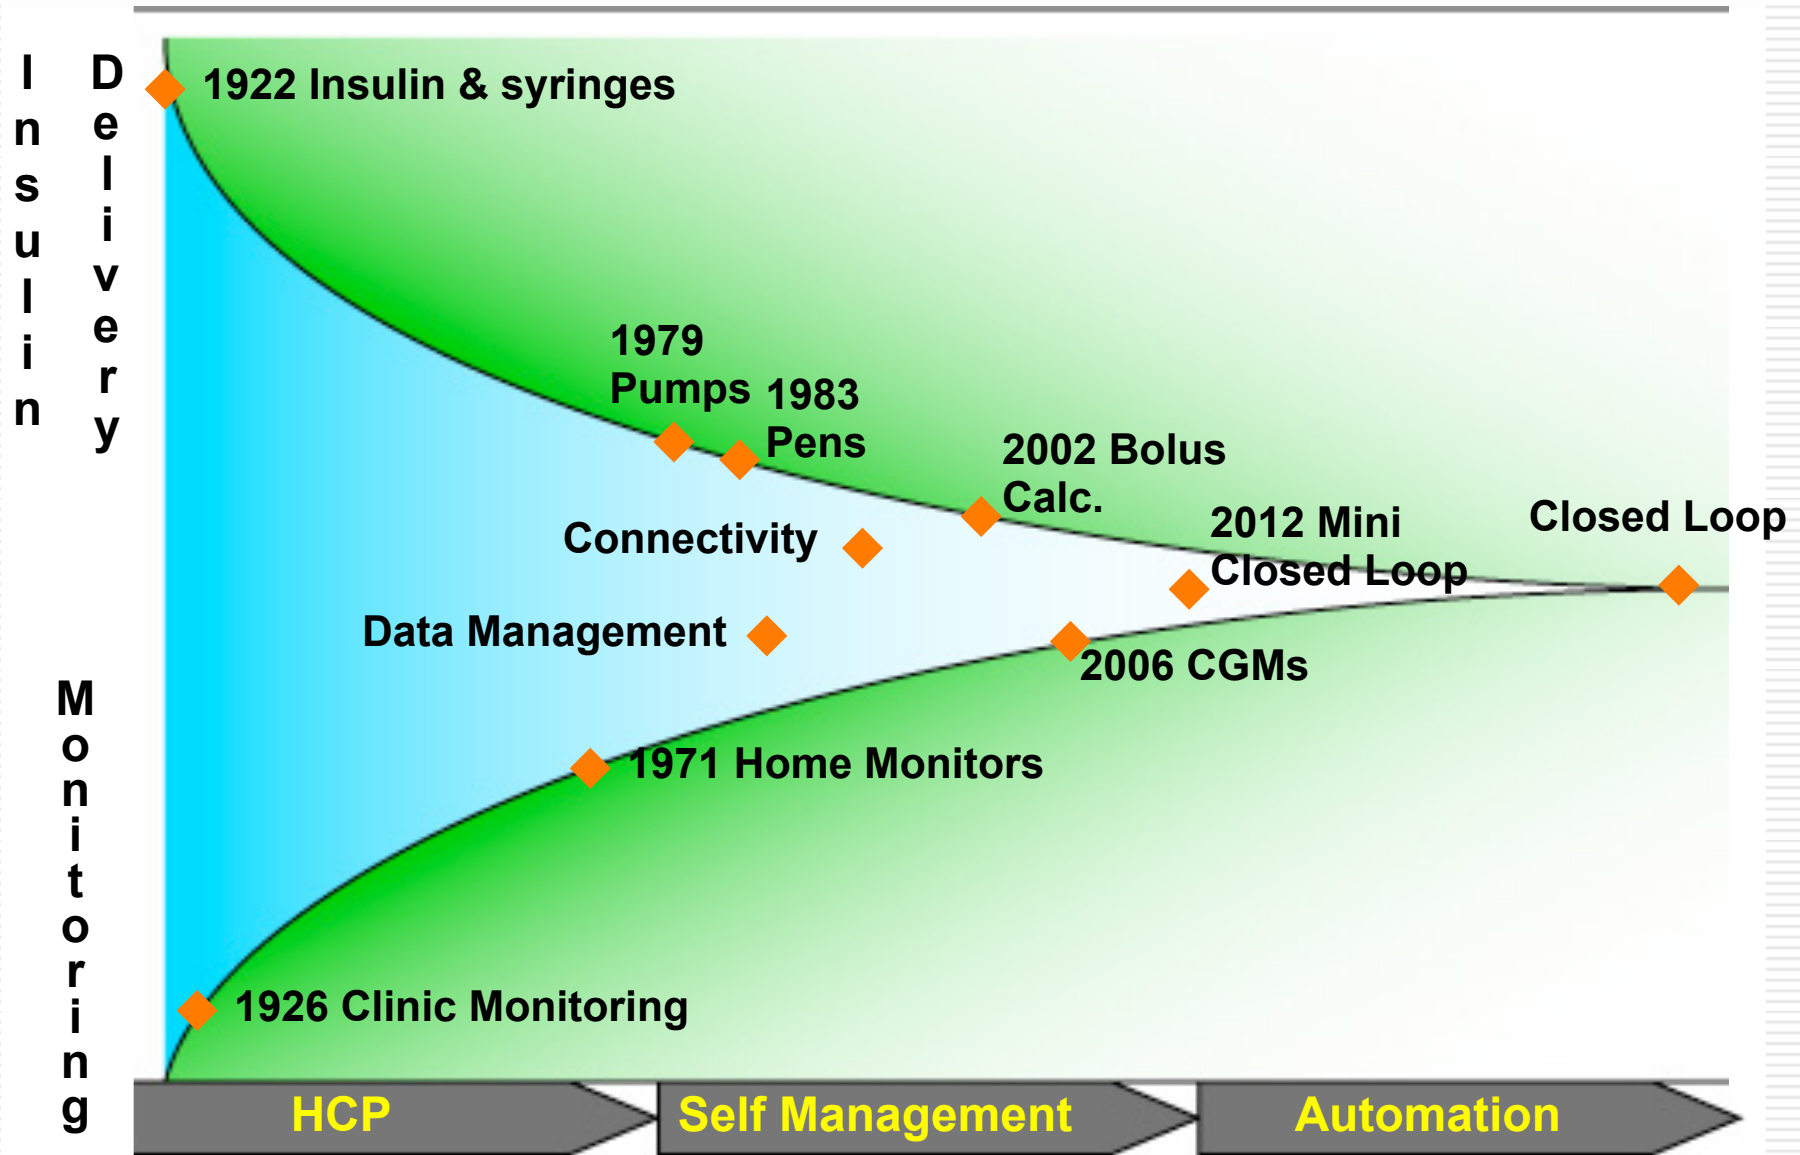 Insulin
Delivery
1922 Insulin & syringes
1979
Pumps
1983
Pens
2002 Bolus
Calc.
2012 Mini
Closed Loop
Closed Loop
Connectivity
Data Management
2006 CGMs
1971 Home Monitors
Monitoring
1926 Clinic Monitoring
HCP
Self Management
Automation